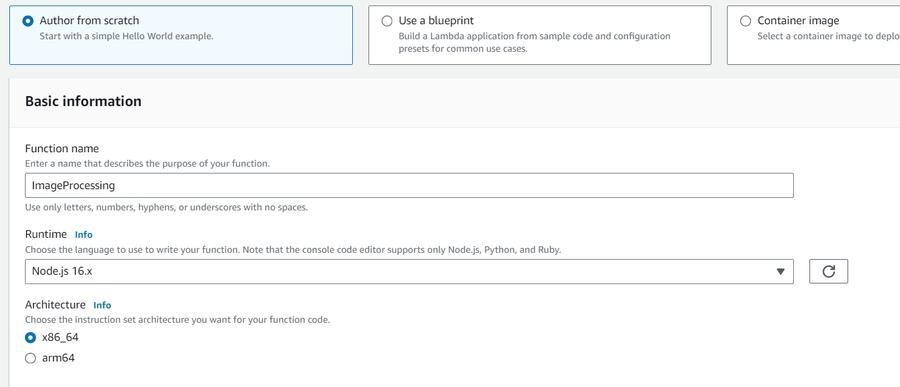 Author from scratch
Start with a simple Hello World example.
Use a blueprint
Build a Lambda application from sample code and configuration
presets for common use cases.
Container image
Select a container image to deplo
Basic information
Function name
Enter a name that describes the purpose of your function.
ImageProcessing
Use only letters, numbers, hyphens, or underscores with no spaces.
Runtime Info
Choose the language to use to write your function. Note that the console code editor supports only Node.js, Python, and Ruby.
Node.js 16.x
Architecture Info
Choose the instruction set architecture you want for your function code.
x86_64
arm64